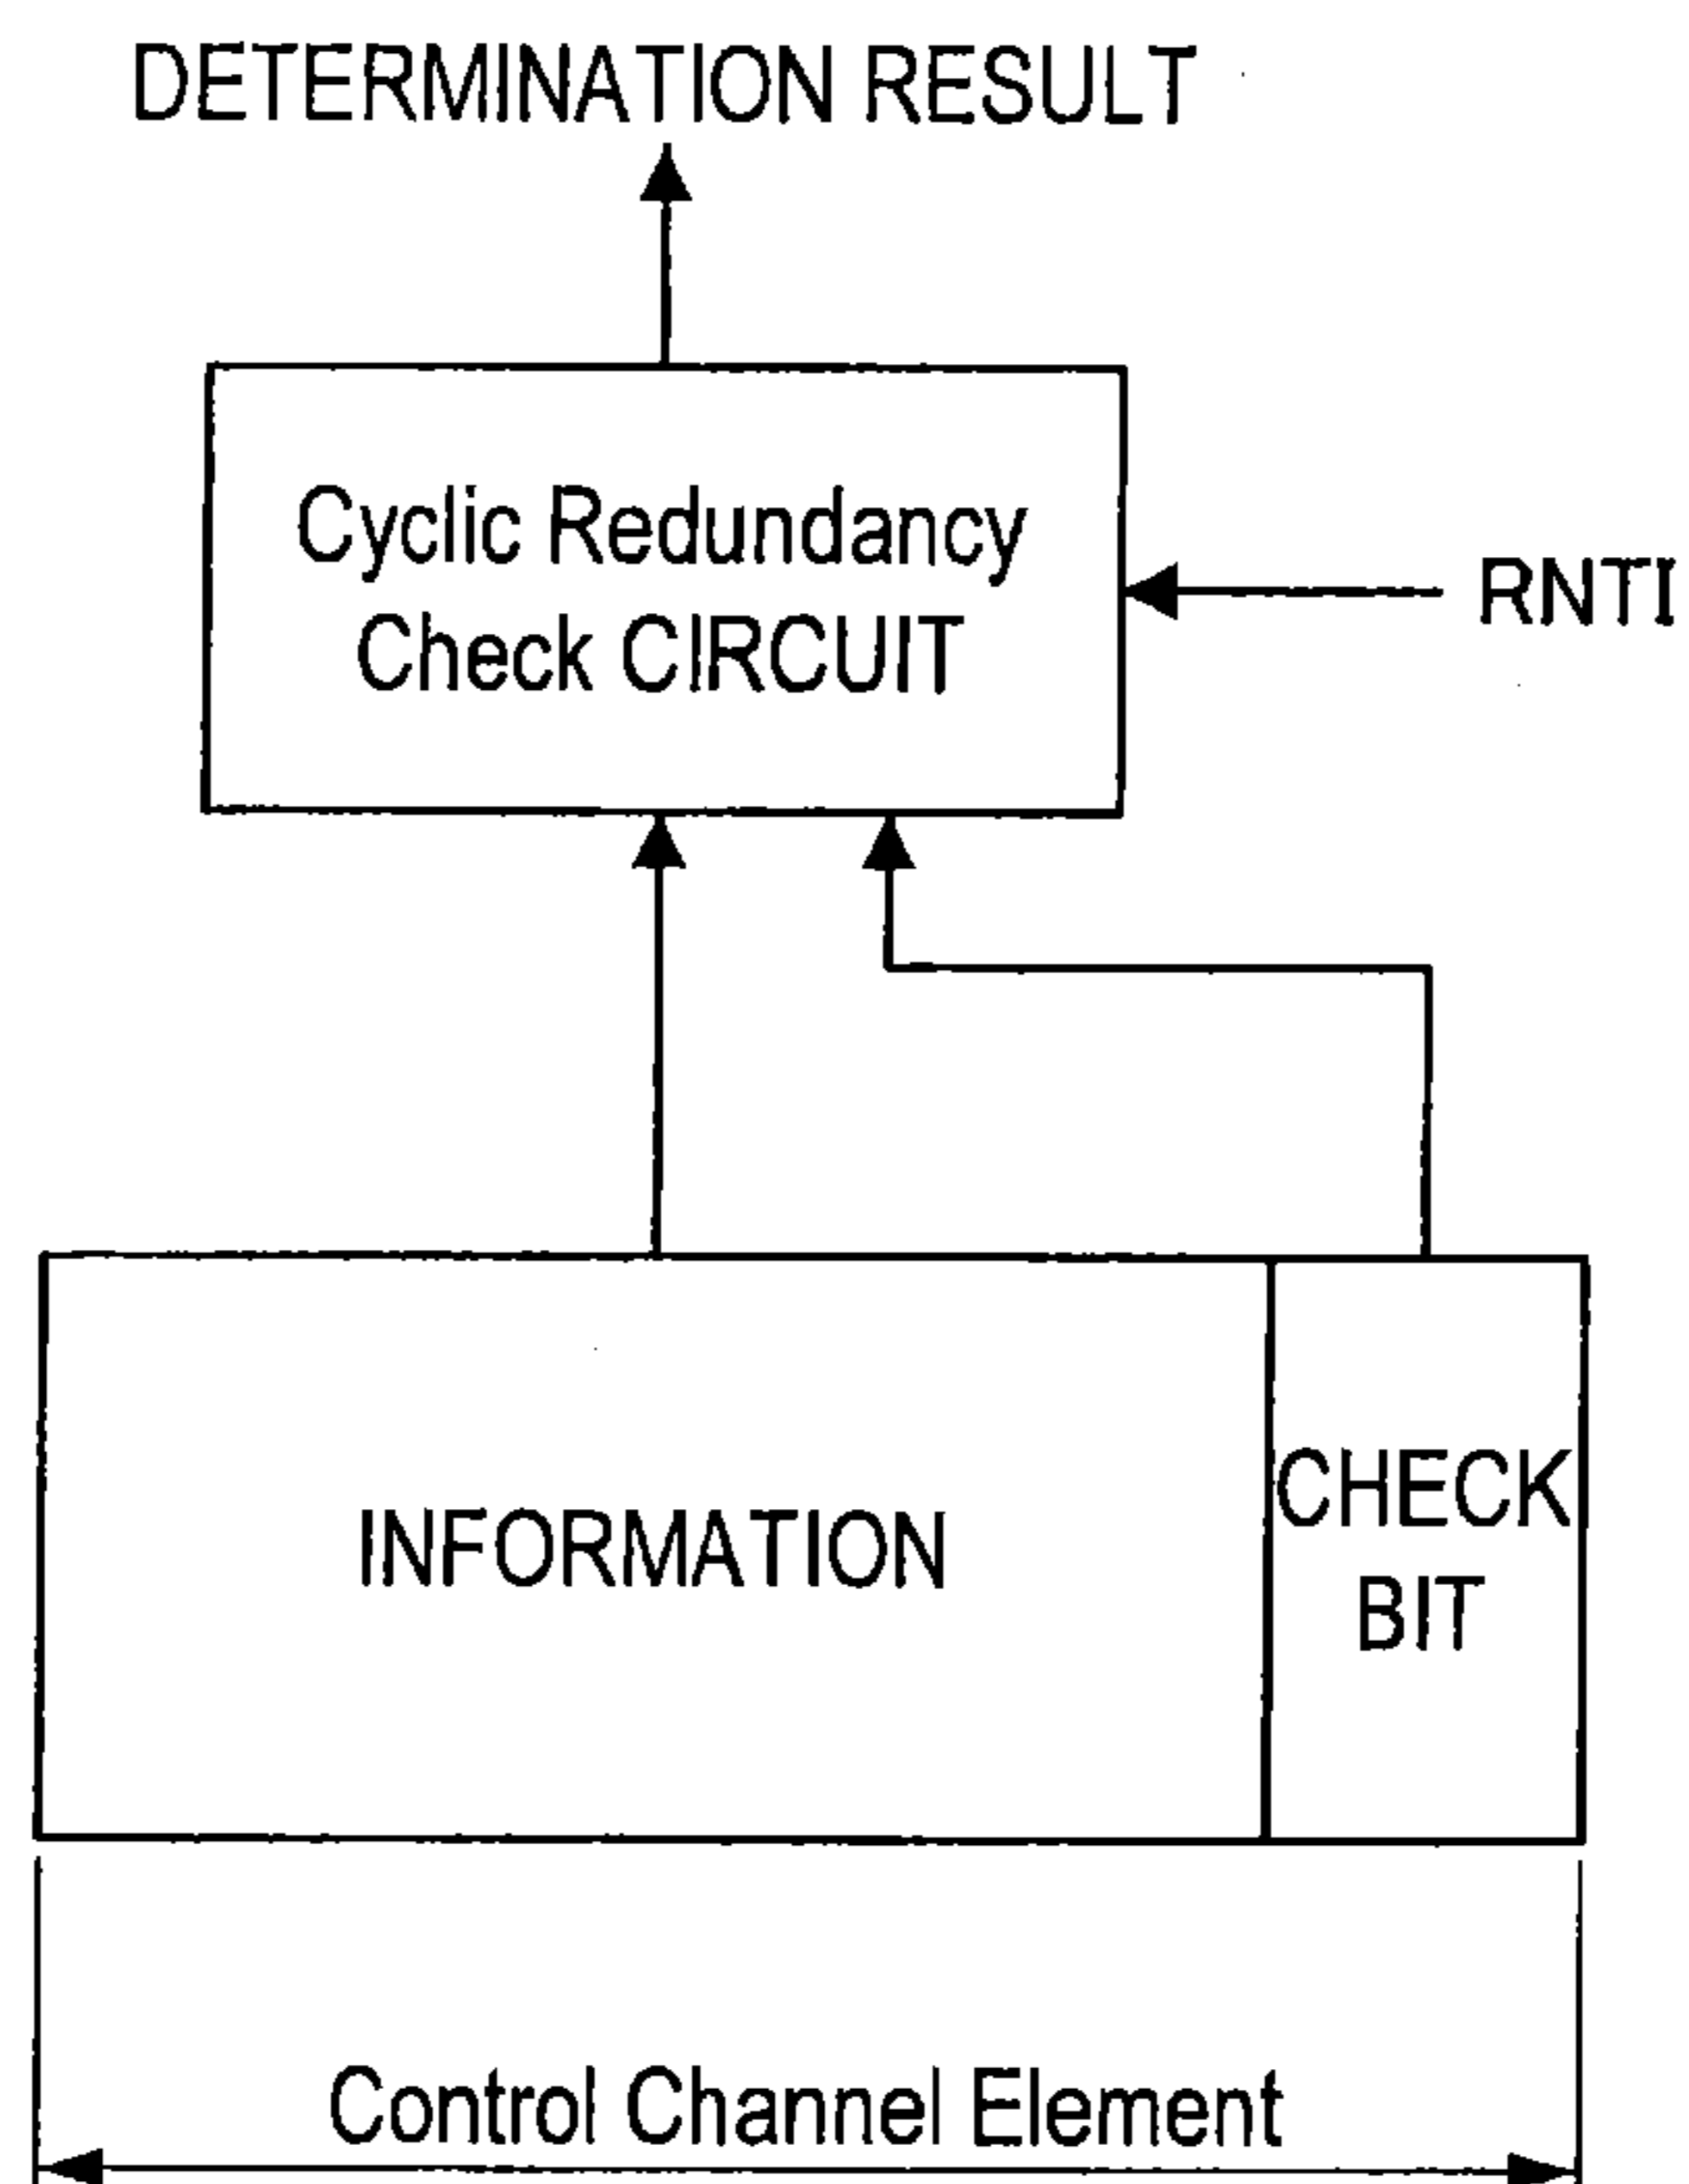 DETERMINATION RESULT
Cyclic Redundancy
Check CIRCUIT
RNTI
INFORMATION
CHECK
BIT
Control Channel Element